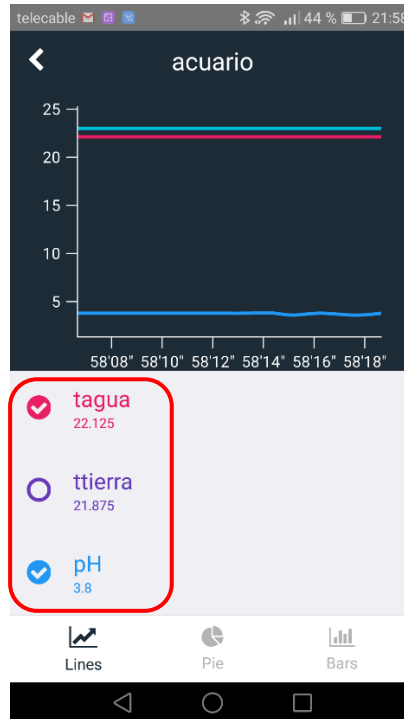 telecable 44 % 21:58
acuario
25
20
15
10
5
58'08" 58'10" 58'12" 58'14" 58'16" 58'18"
tagua
22.125
ttierra
21.875
pH
3.8
Lines Pie Bars